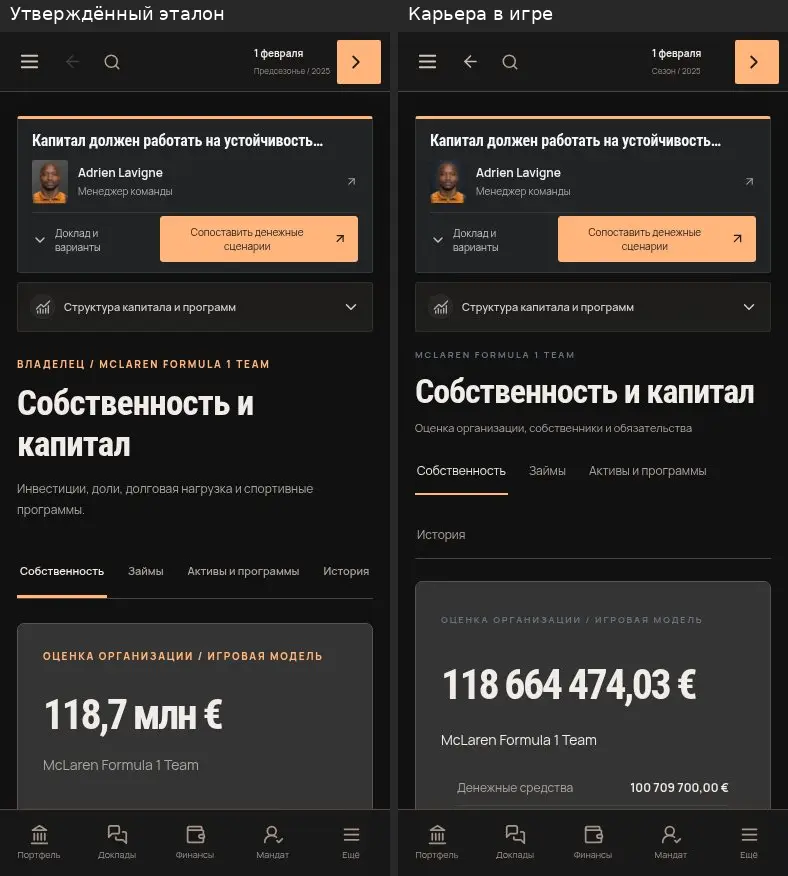 Утверждённый эталон
1 февраля
Предсезонье / 2025
Капитал должен работать на устойчивость...
Adrien Lavigne
Менеджер команды
Доклад и
варианты
Сопоставить денежные
сценарии
Структура капитала и программ
ВЛАДЕЛЕЦ / MCLAREN FORMULA 1 TEAM
Собственность и
капитал
Инвестиции, доли, долговая нагрузка и спортивные
программы.
Собственность Займы Активы и программы История
ОЦЕНКА ОРГАНИЗАЦИИ / ИГРОВАЯ МОДЕЛЬ
118,7 млн €
McLaren Formula 1 Team
Портфель Доклады Финансы Мандат Ещё
Карьера в игре
1 февраля
Сезон / 2025
Капитал должен работать на устойчивость...
Adrien Lavigne
Менеджер команды
Доклад и
варианты
Сопоставить денежные
сценарии
Структура капитала и программ
MCLAREN FORMULA 1 TEAM
Собственность и капитал
Оценка организации, собственники и обязательства
Собственность Займы Активы и программы
История
ОЦЕНКА ОРГАНИЗАЦИИ / ИГРОВАЯ МОДЕЛЬ
118 664 474,03 €
McLaren Formula 1 Team
Денежные средства 100 709 700,00 €
Портфель Доклады Финансы Мандат Ещё